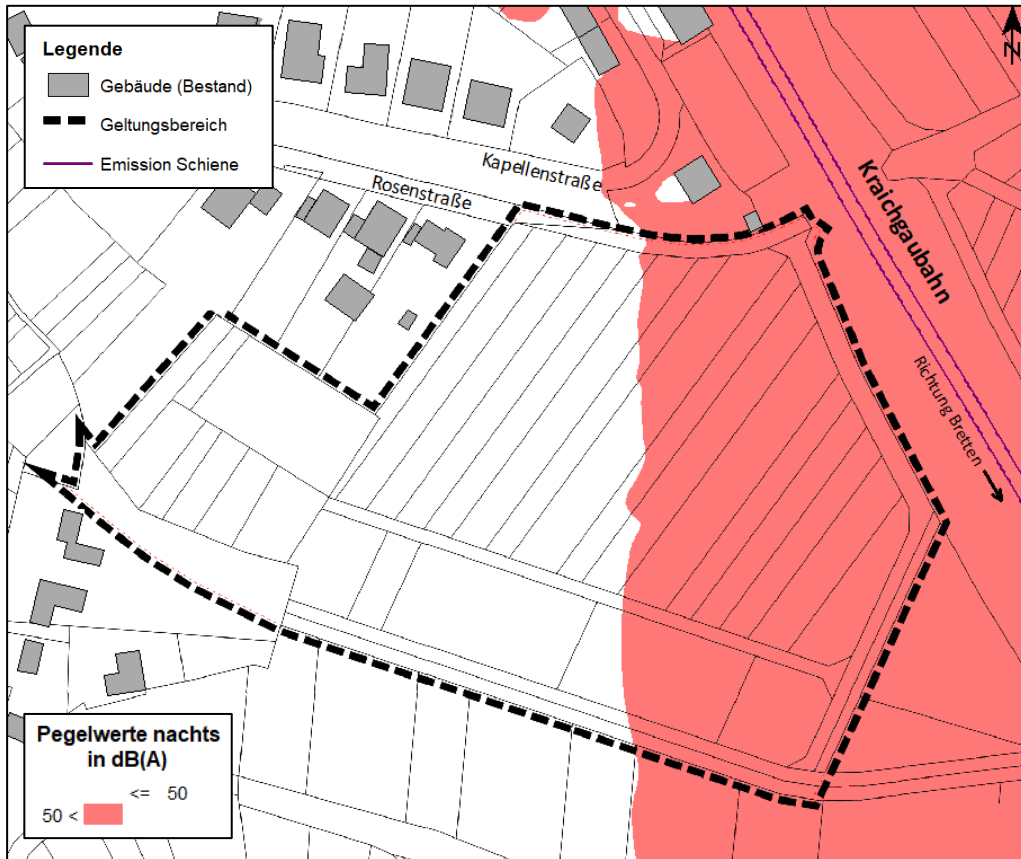 Legende
Gebäude (Bestand)
Geltungsbereich
Emission Schiene
N
Kapellenstraße
Rosenstraße
Kraichgaubahn
Richtung Bretten
Pegelwerte nachts
in dB(A)
<= 50
50 <